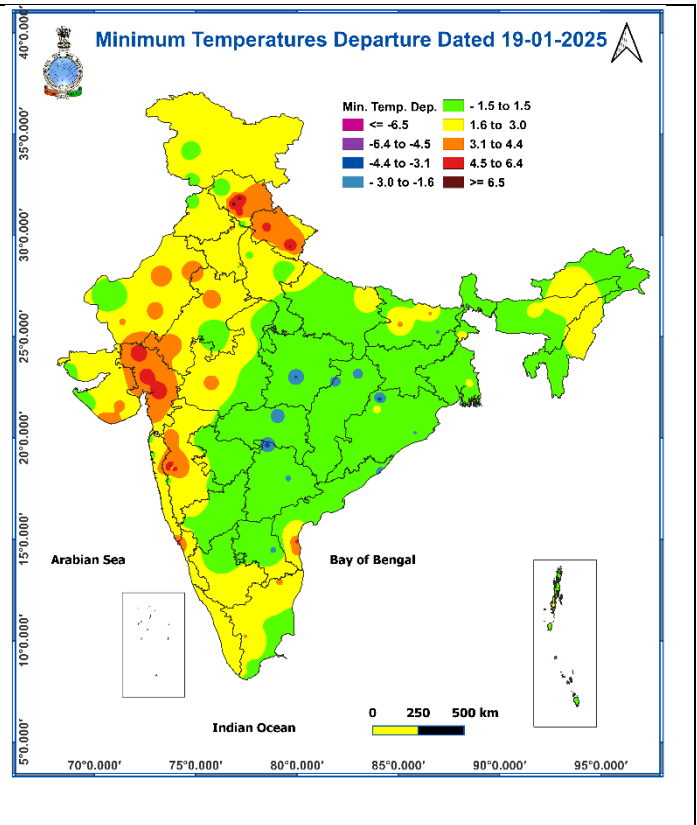 Minimum Temperatures Departure Dated 19-01-2025
Min. Temp. Dep.
<= -6.5
-6.4 to -4.5
-4.4 to -3.1
- 3.0 to -1.6
- 1.5 to 1.5
1.6 to 3.0
3.1 to 4.4
4.5 to 6.4
>= 6.5
40°0.000'
35°0.000'
30°0.000'
25°0.000'
20°0.000'
15°0.000'
10°0.000'
5°0.000'
Arabian Sea
Bay of Bengal
Indian Ocean
0 250 500 km
70°0.000' 75°0.000' 80°0.000' 85°0.000' 90°0.000' 95°0.000'